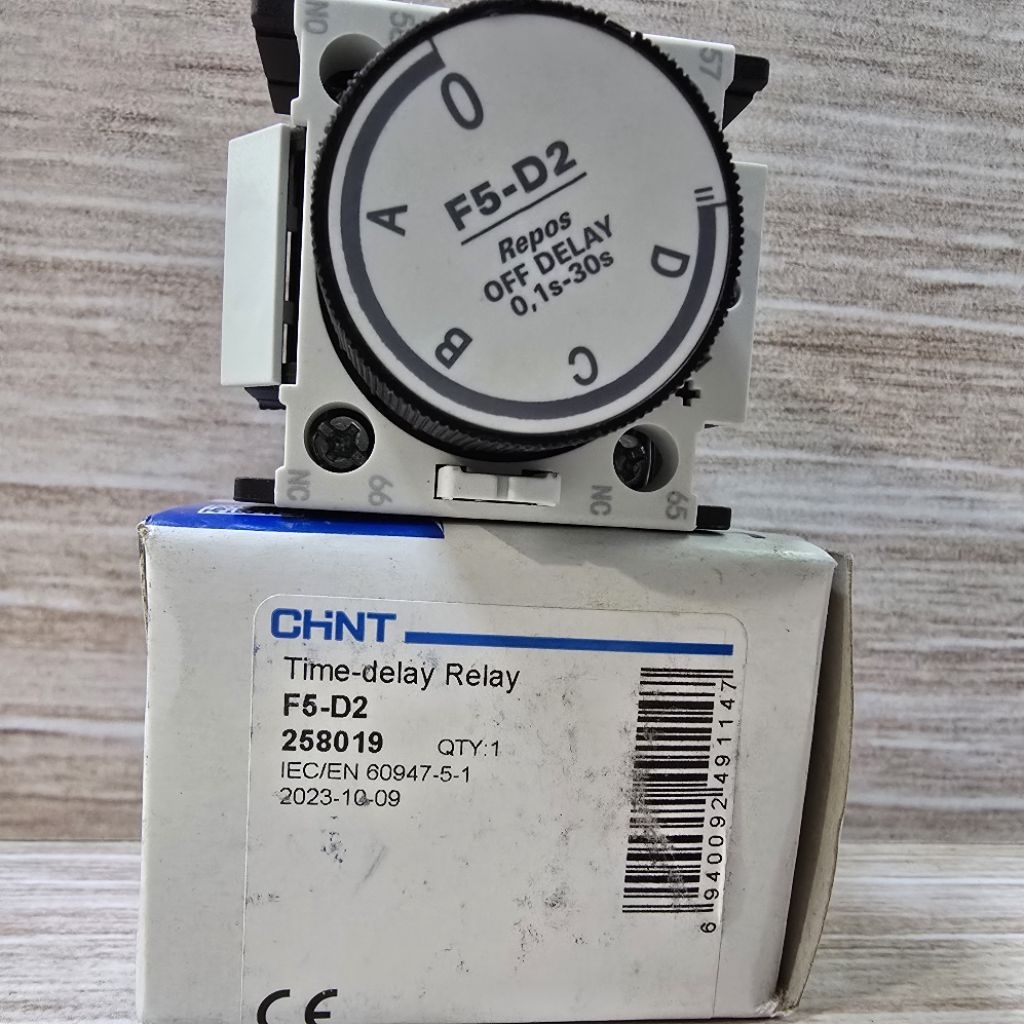 NO
57
O
A
B
C
D
=
F5-D2
Repos
OFF DELAY
0,1s-30s
+
NC
66
NC
65
CHiNT
Time-delay Relay
F5-D2
258019 QTY:1
IEC/EN 60947-5-1
2023-10-09
6 940092 491147
CE